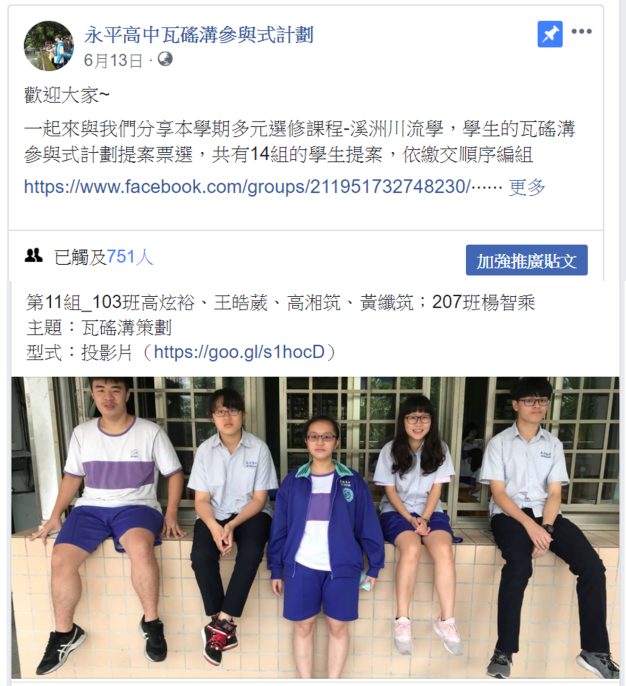 永平高中瓦磘溝參與式計劃
6月13日 ·
歡迎大家~
一起來與我們分享本學期多元選修課程-溪洲川流學，學生的瓦磘溝
參與式計劃提案票選，共有14組的學生提案，依繳交順序編組
https://www.facebook.com/groups/211951732748230/…… 更多
已觸及751人
加強推廣貼文
第11組_103班高炫裕、王皓葳、高湘筑、黃纖筑；207班楊智乘
主題：瓦磘溝策劃
型式：投影片（https://goo.gl/s1hocD）